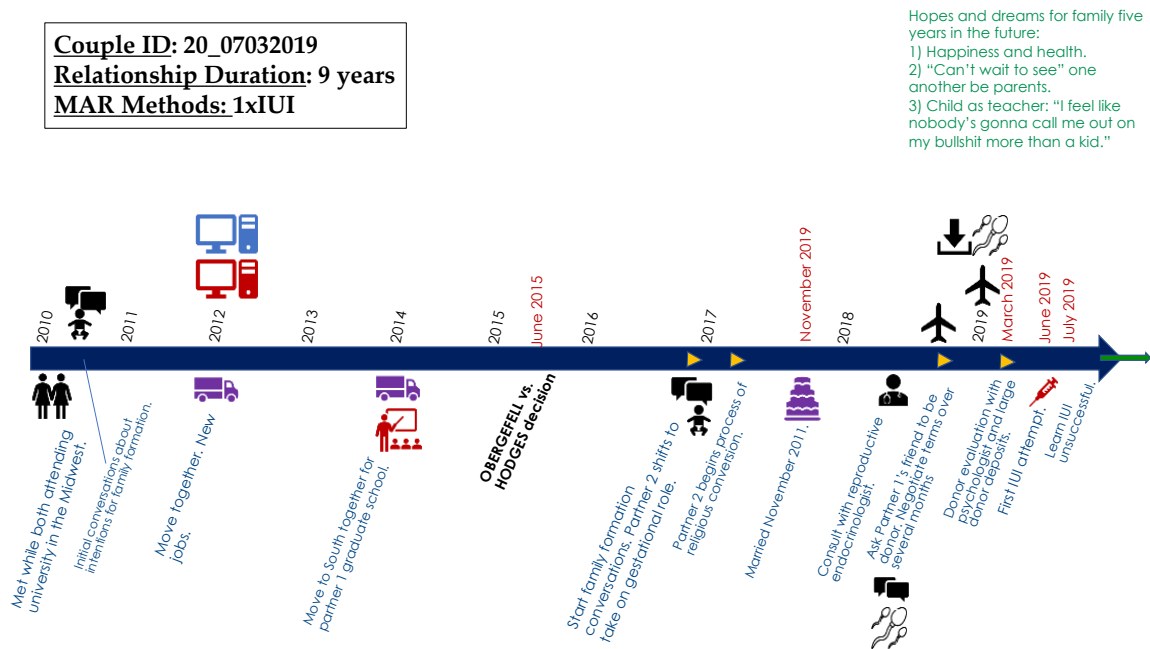 Couple ID: 20_07032019
Relationship Duration: 9 years
MAR Methods: 1xIUI
Hopes and dreams for family five
years in the future:
1) Happiness and health.
2) “Can’t wait to see” one
another be parents.
3) Child as teacher: “I feel like
nobody’s gonna call me out on
my bullshit more than a kid.”
2010
2011
2012
2013
2014
2015
June 2015
2016
2017
November 2019
2018
2019
March 2019
June 2019
July 2019
Met while both attending
university in the Midwest.
Initial conversations about
intentions for family formation.
Move together. New
jobs.
Move to South together for
partner 1 graduate school.
OBERGEFELL vs.
HODGES decision
Start family formation
conversations. Partner 2 shifts to
take on gestational role.
Partner 2 begins process of
religious conversion.
Married November 2011.
Consult with reproductive
endocrinologist.
Ask Partner 1’s friend to be
donor. Negotiate terms over
several months
Donor evaluation with
psychologist and large
donor deposits.
First IUI attempt.
Learn IUI
unsuccessful.